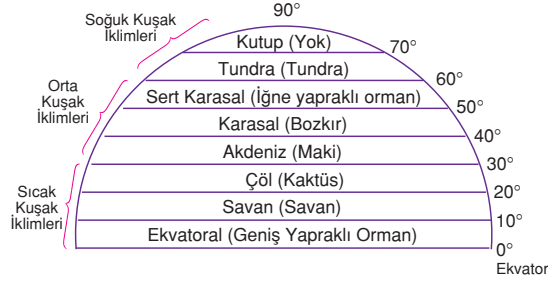 90°
Soğuk Kuşak
İklimleri
Kutup (Yok)
70°
Tundra (Tundra)
60°
Orta
Kuşak
İklimleri
Sert Karasal (İğne yapraklı orman)
50°
Karasal (Bozkır)
40°
Akdeniz (Maki)
30°
Sıcak
Kuşak
İklimleri
Çöl (Kaktüs)
20°
Savan (Savan)
10°
Ekvatoral (Geniş Yapraklı Orman)
0°
Ekvator